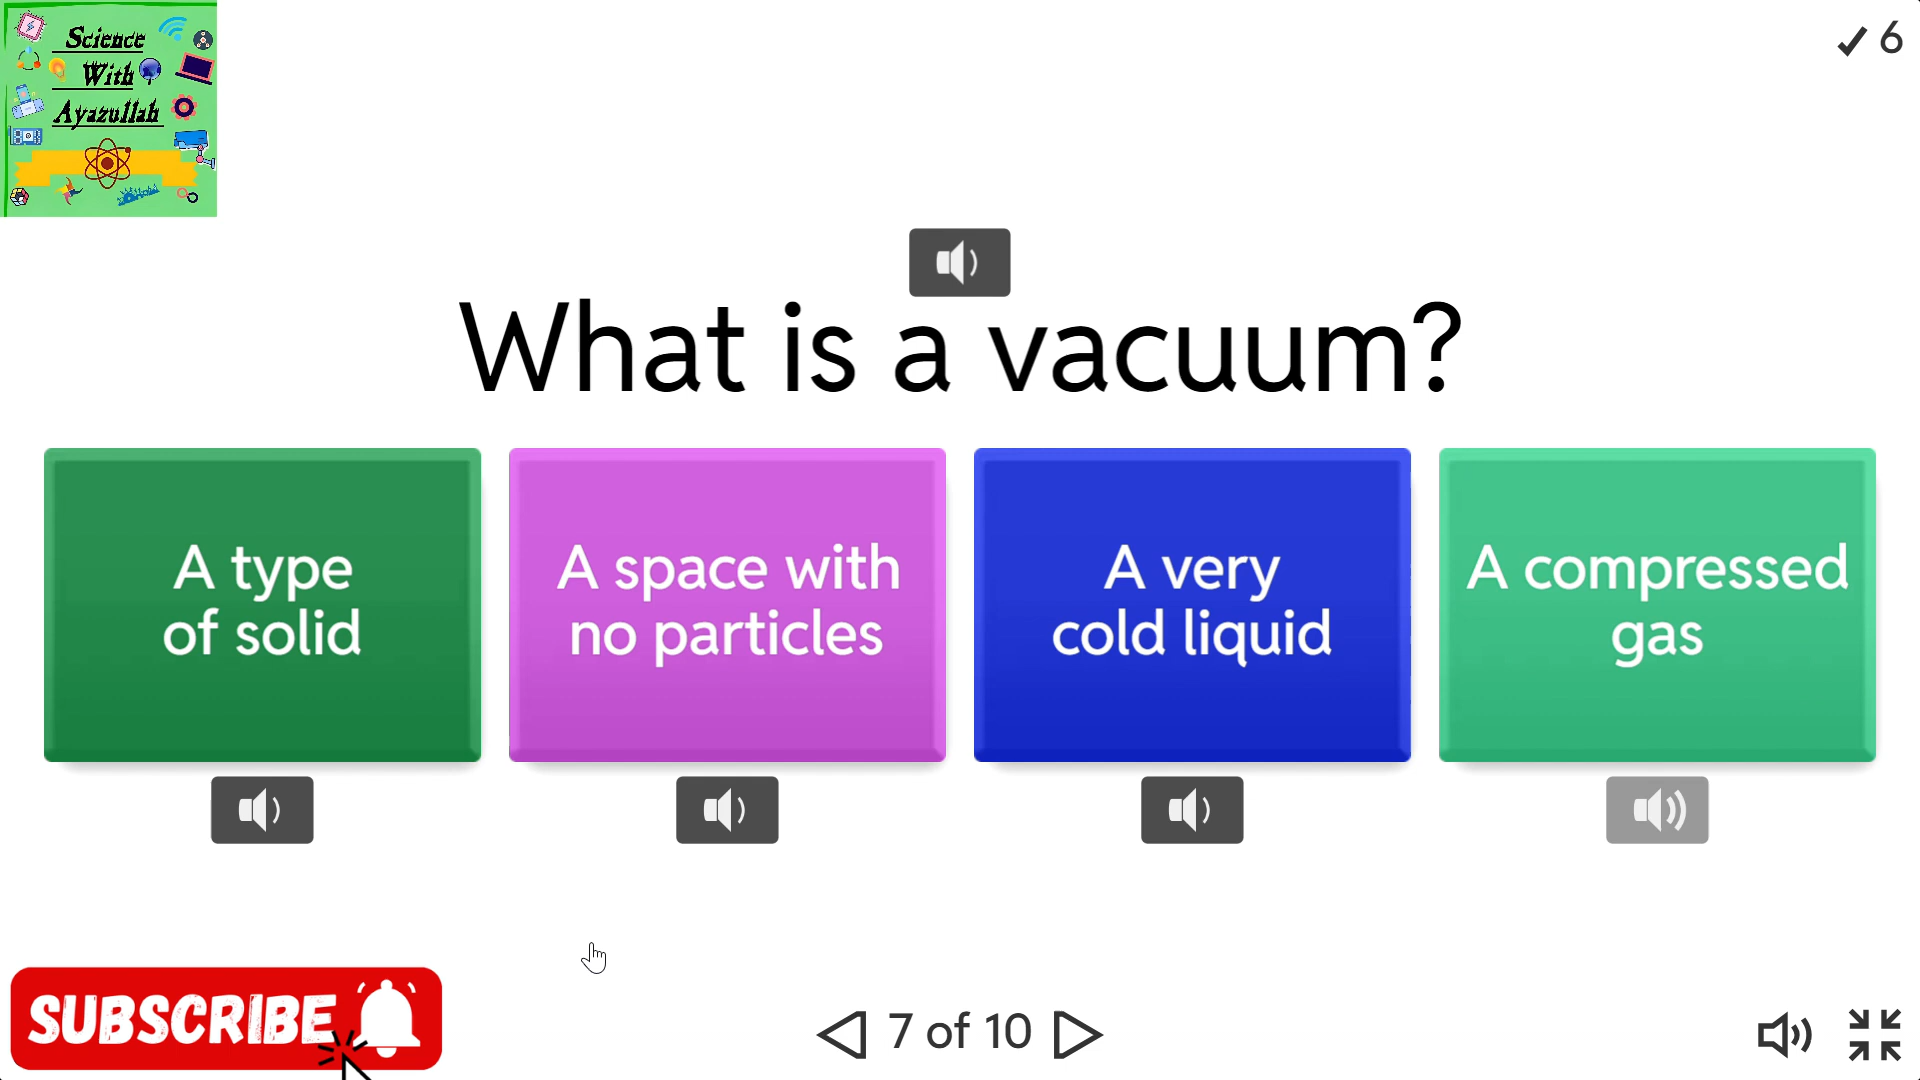 Science
With
Ayazullah
6
What is a vacuum?
A type
of solid
A space with
no particles
A very
cold liquid
A compressed
gas
SUBSCRIBE
7 of 10